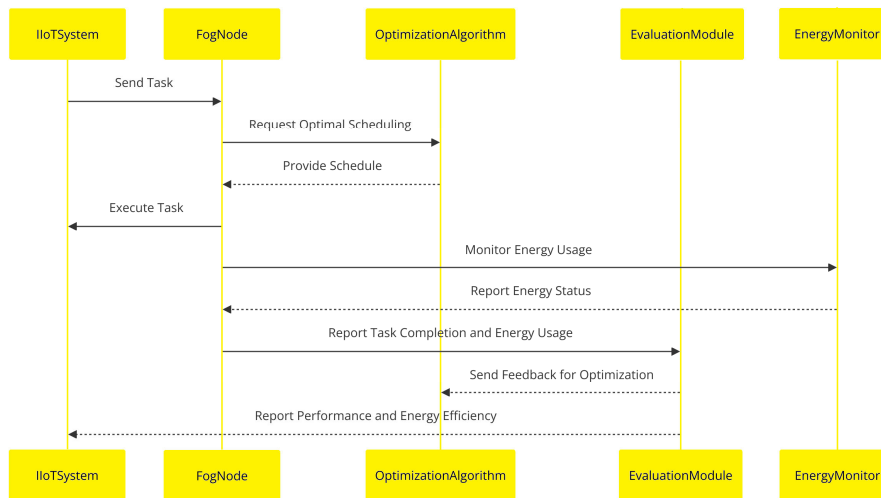 IIoTSystem FogNode OptimizationAlgorithm EvaluationModule EnergyMonitor
Send Task
Request Optimal Scheduling
Provide Schedule
Execute Task
Monitor Energy Usage
Report Energy Status
Report Task Completion and Energy Usage
Send Feedback for Optimization
Report Performance and Energy Efficiency
IIoTSystem FogNode OptimizationAlgorithm EvaluationModule EnergyMonitor